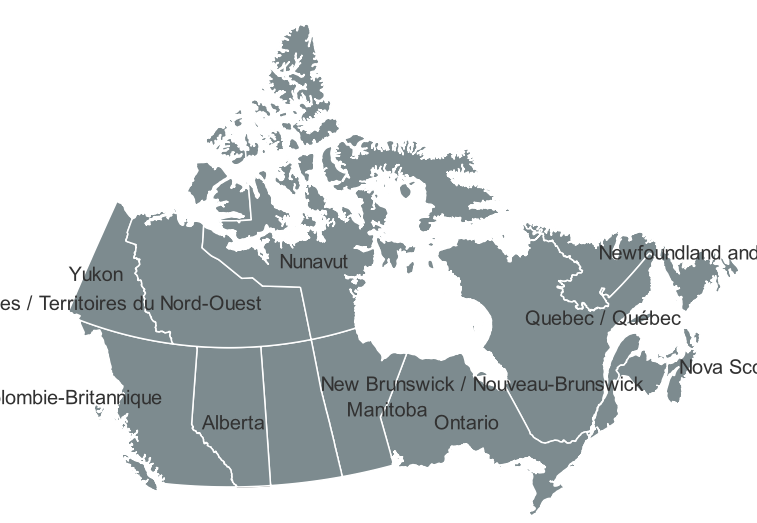 Newfoundland and
Nunavut
Yukon
es / Territoires du Nord-Ouest
Quebec / Québec
Nova Sco
New Brunswick / Nouveau-Brunswick
lombie-Britannique
Manitoba
Alberta
Ontario